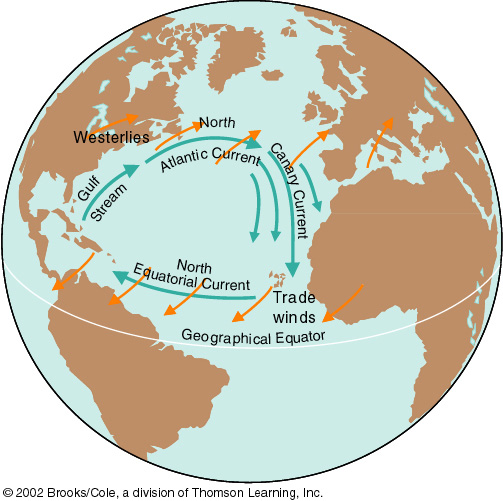 North
Westerlies
Atlantic Current
Canary Current
Gulf
Stream
North
Equatorial Current
Trade
winds
Geographical Equator
© 2002 Brooks/Cole, a division of Thomson Learning, Inc.